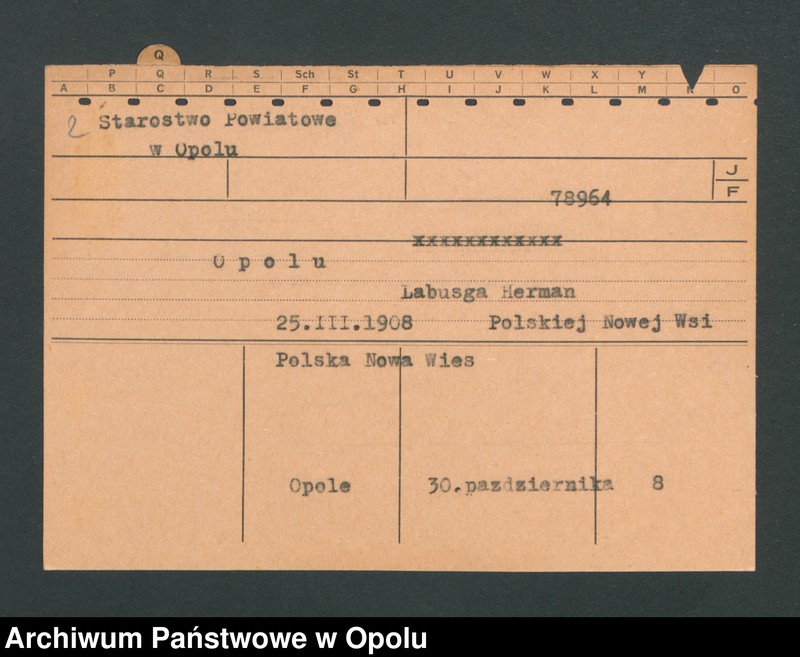 Q
P Q R S Sch St T U V W X Y
A B C D E F G H I J K L M N O
2 Starostwo Powiatowe
w Opolu
J
F
78964
xxxxxxxxxxxx
O p o l u
Labusga Herman
25.III.1908 Polskiej Nowej Wsi
Polska Nowa Wies
Opole 30.pazdziernika 8
Archiwum Państwowe w Opolu